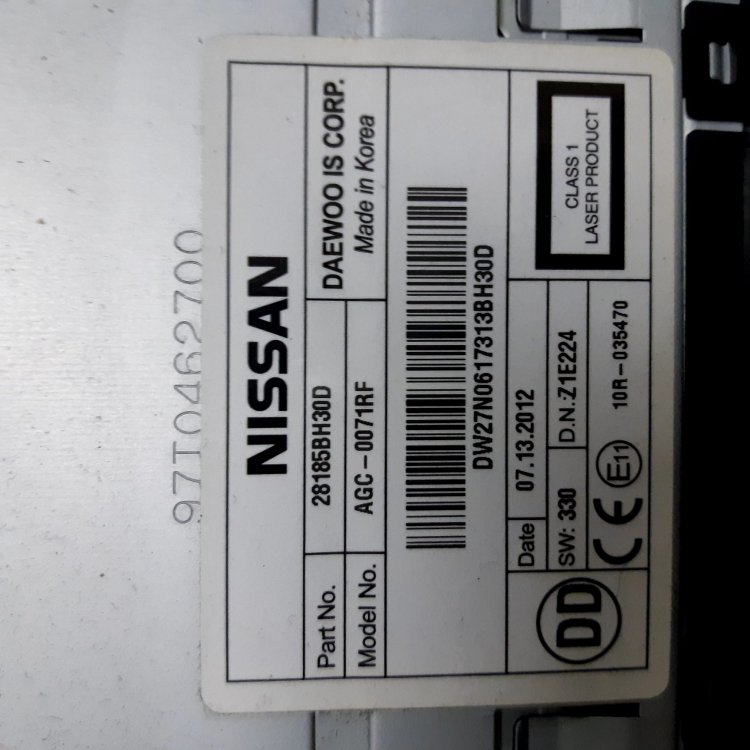 97T0462700
NISSAN
Part No. 28185BH30D
Model No. AGC-0071RF
DAEWOO IS CORP.
Made in Korea
DW27N0617313BH30D
DD
Date 07.13.2012
SW: 330 D.N.:Z1E224
CE E11 10R-035470
CLASS 1
LASER PRODUCT